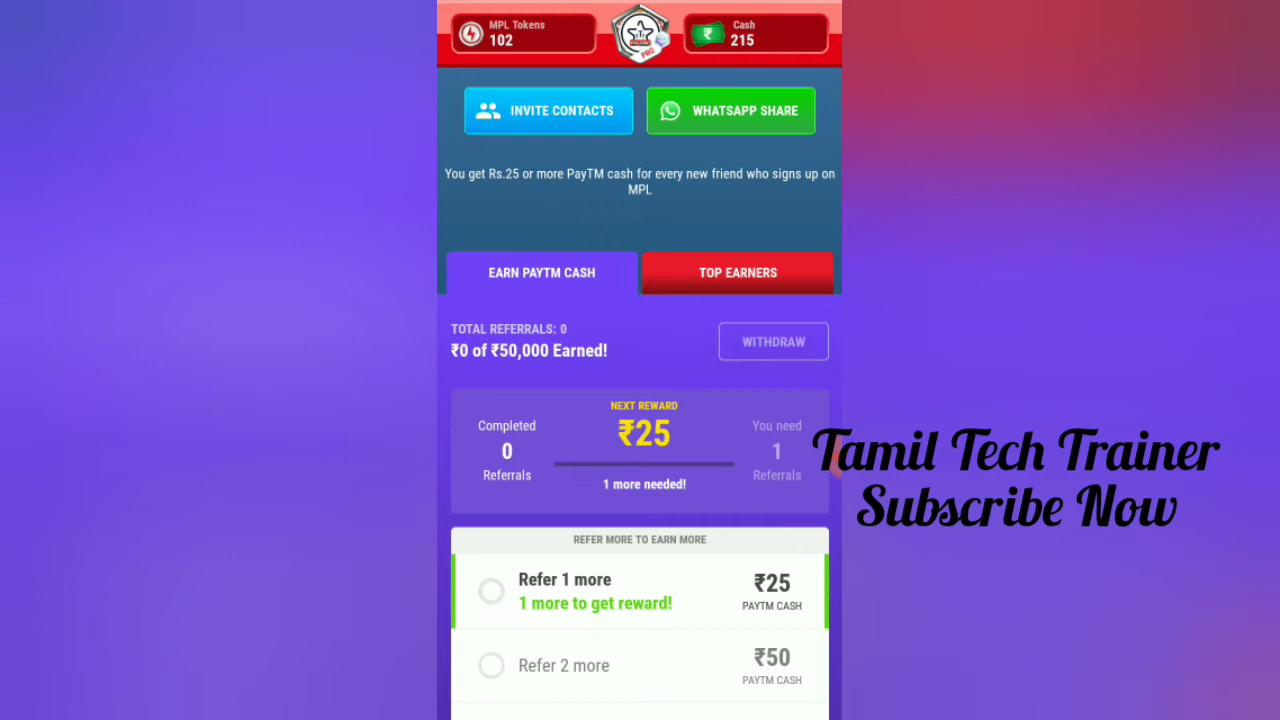 MPL Tokens
102
PRO
Cash
215
INVITE CONTACTS
WHATSAPP SHARE
You get Rs.25 or more PayTM cash for every new friend who signs up on
MPL
EARN PAYTM CASH
TOP EARNERS
TOTAL REFERRALS: 0
₹0 of ₹50,000 Earned!
WITHDRAW
NEXT REWARD
₹25
Completed
0
Referrals
1 more needed!
You need
1
Referrals
Tamil Tech Trainer
Subscribe Now
REFER MORE TO EARN MORE
Refer 1 more
1 more to get reward!
₹25
PAYTM CASH
Refer 2 more
₹50
PAYTM CASH